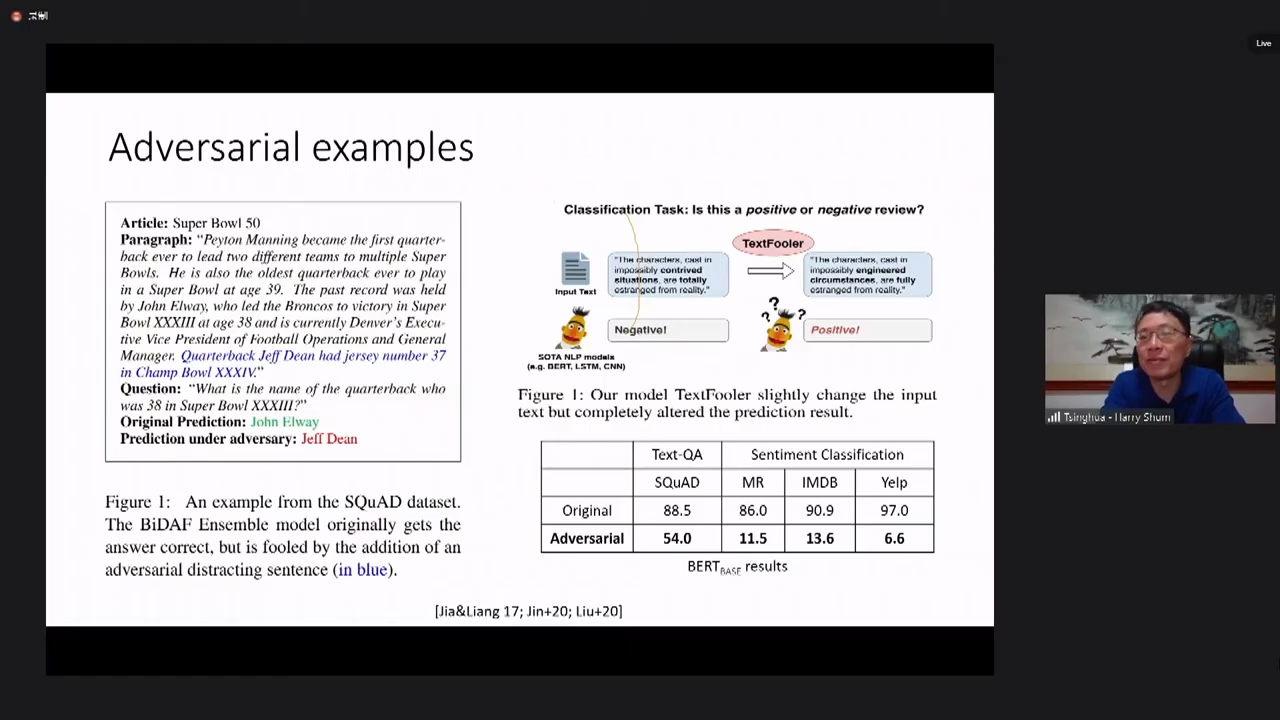 Live
Adversarial examples
Article: Super Bowl 50
Paragraph: “Peyton Manning became the first quarter-
back ever to lead two different teams to multiple Super
Bowls. He is also the oldest quarterback ever to play
in a Super Bowl at age 39. The past record was held
by John Elway, who led the Broncos to victory in Super
Bowl XXXIII at age 38 and is currently Denver’s Execu-
tive Vice President of Football Operations and General
Manager. Quarterback Jeff Dean had jersey number 37
in Champ Bowl XXXIV.”
Question: “What is the name of the quarterback who
was 38 in Super Bowl XXXIII?”
Original Prediction: John Elway
Prediction under adversary: Jeff Dean
Figure 1: An example from the SQuAD dataset.
The BiDAF Ensemble model originally gets the
answer correct, but is fooled by the addition of an
adversarial distracting sentence (in blue).
Classification Task: Is this a positive or negative review?
TextFooler
Input Text
"The characters, cast in
impossibly contrived
situations, are totally
estranged from reality."
"The characters, cast in
impossibly engineered
circumstances, are fully
estranged from reality."
? ? ?
Negative!
Positive!
SOTA NLP models
(e.g. BERT, LSTM, CNN)
Figure 1: Our model TextFooler slightly change the input
text but completely altered the prediction result.
Text-QA Sentiment Classification
SQuAD MR IMDB Yelp
Original 88.5 86.0 90.9 97.0
Adversarial 54.0 11.5 13.6 6.6
BERTBASE results
[Jia&Liang 17; Jin+20; Liu+20]
Tsinghua - Harry Shum